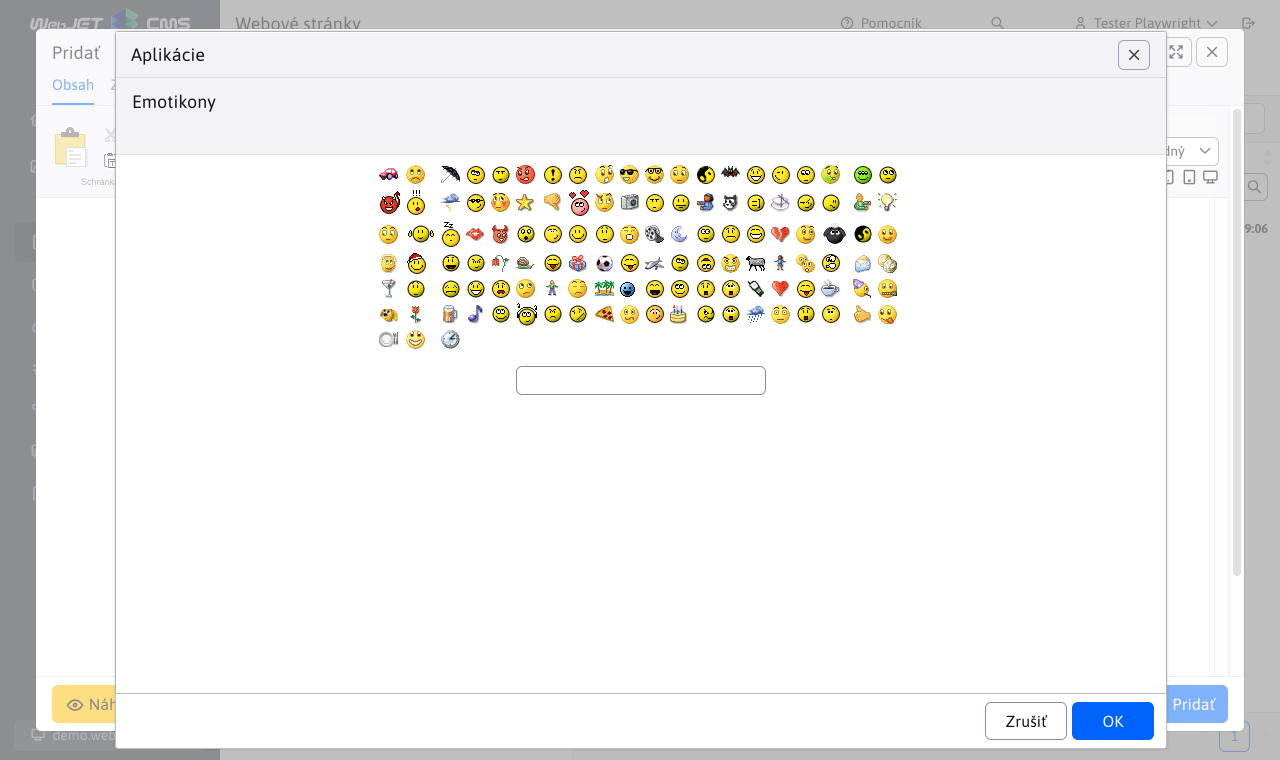 WebJET CMS
Webové stránky
Pomocník
Tester Playwright
Pridať
Aplikácie
Obsah
Emotikony
Schránka
dný
9:06
zz
Zrušiť
OK
Náh
Pridať
demo.web
1